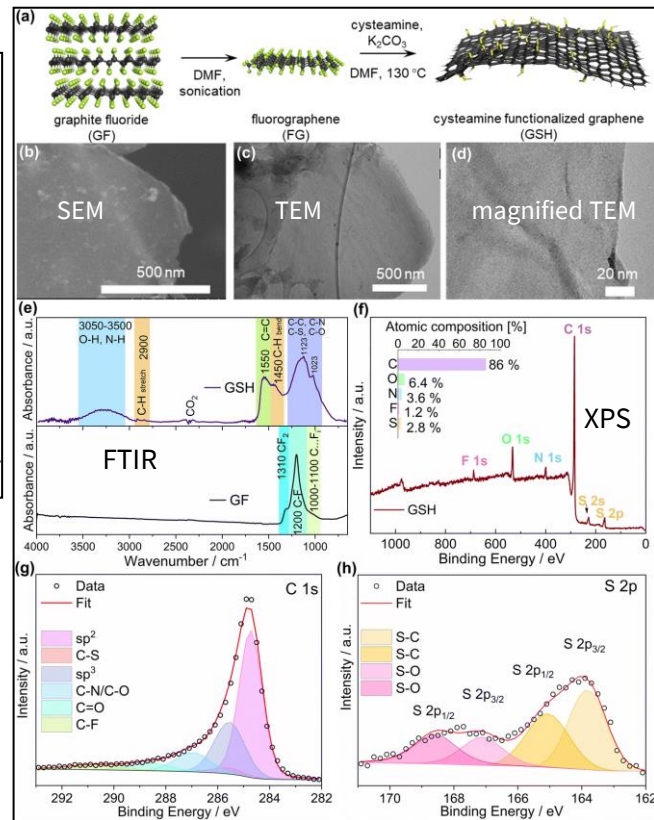 (a)
cysteamine,
K2CO3
DMF,
sonication
DMF, 130 °C
graphite fluoride
(GF)
fluorographene
(FG)
cysteamine functionalized graphene
(GSH)
(b)
SEM
500 nm
(c)
TEM
500 nm
(d)
magnified TEM
20 nm
(e)
Absorbance / a.u.
3050-3500
O-H, N-H
C-H stretch 2900
CO2
1550 C=C
1450 C-H bend
C-C, C-N
C-S, C-O
1123
1023
GSH
Absorbance / a.u.
FTIR
GF
1310 CF2
1200 C-F
4000 3500 3000 2500 2000 1500 1000
Wavenumber / cm-1
(f)
Intensity / a.u.
Atomic composition [%]
0 20 40 60 80 100
C 86 %
O 6.4 %
N 3.6 %
F 1.2 %
S 2.8 %
C 1s
XPS
F 1s
O 1s
N 1s
S 2s
S 2p
GSH
1000 800 600 400 200 0
Binding Energy / eV
(g)
Intensity / a.u.
Data
Fit
C 1s
sp2
C-S
sp3
C-N/C-O
C=O
C-F
292 290 288 286 284 282
Binding Energy / eV
(h)
Intensity / a.u.
Data
Fit
S 2p
S-C
S-C
S-O
S-O
S 2p1/2
S 2p3/2
S 2p1/2
S 2p3/2
170 168 165 164 162
Binding Energy / eV